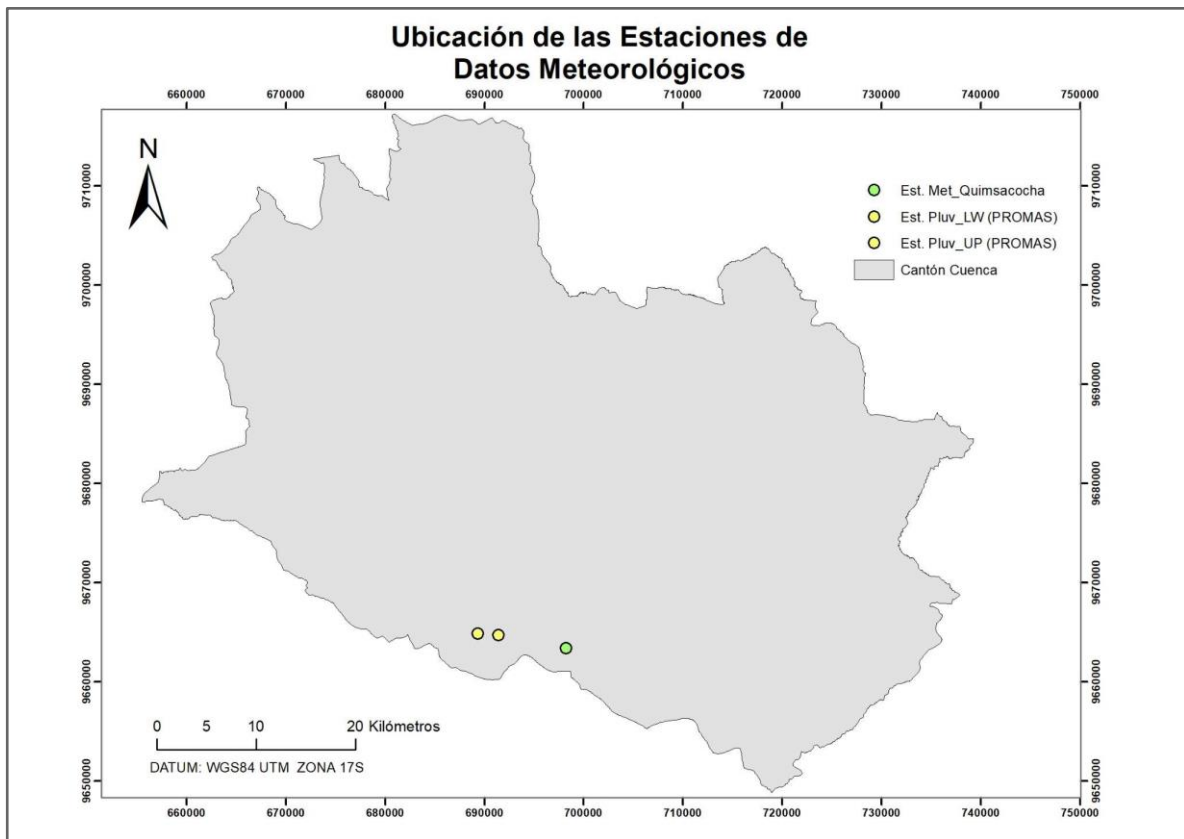 Ubicación de las Estaciones de
Datos Meteorológicos
660000 670000 680000 690000 700000 710000 720000 730000 740000 750000
N
9710000
9700000
9690000
9680000
9670000
9660000
9650000
Est. Met_Quimsacocha
Est. Pluv_LW (PROMAS)
Est. Pluv_UP (PROMAS)
Cantón Cuenca
9710000
9700000
9690000
9680000
9670000
9660000
9650000
0 5 10 20 Kilómetros
DATUM: WGS84 UTM ZONA 17S
660000 670000 680000 690000 700000 710000 720000 730000 740000 750000